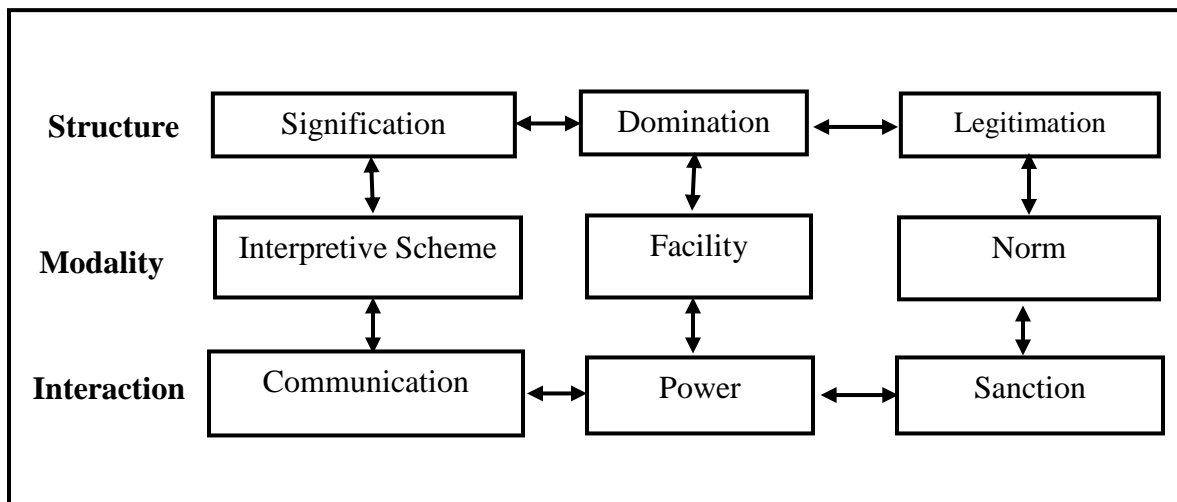 Structure
Signification
Domination
Legitimation
Modality
Interpretive Scheme
Facility
Norm
Interaction
Communication
Power
Sanction